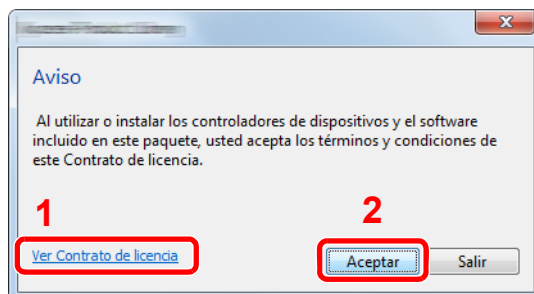 Aviso
Al utilizar o instalar los controladores de dispositivos y el software
incluido en este paquete, usted acepta los términos y condiciones de
este Contrato de licencia.
1
2
Ver Contrato de licencia
Aceptar
Salir